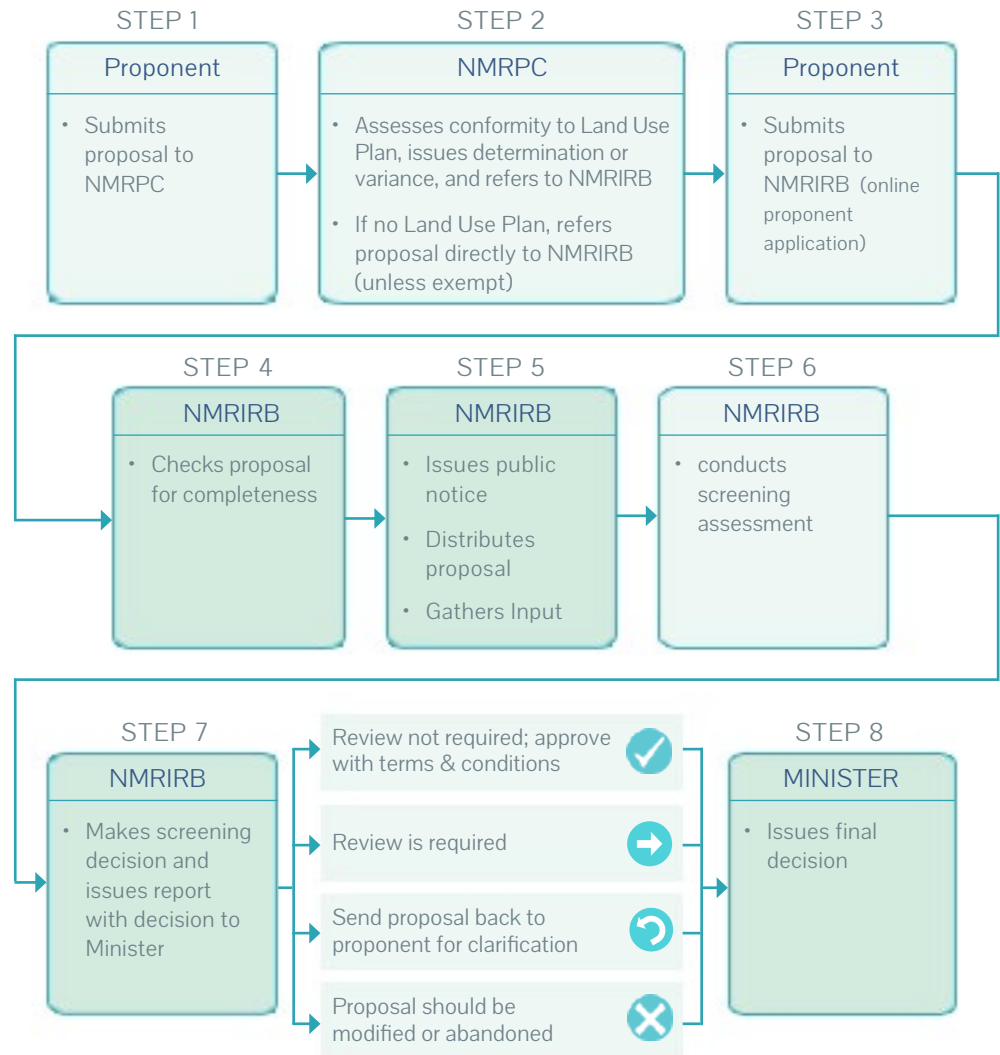 STEP 1
Proponent
• Submits
proposal to
NMRPC
STEP 2
NMRPC
• Assesses conformity to Land Use
Plan, issues determination or
variance, and refers to NMRIRB
• If no Land Use Plan, refers
proposal directly to NMRIRB
(unless exempt)
STEP 3
Proponent
• Submits
proposal to
NMRIRB (online
proponent
application)
STEP 4
NMRIRB
• Checks proposal
for completeness
STEP 5
NMRIRB
• Issues public
notice
• Distributes
proposal
• Gathers Input
STEP 6
NMRIRB
• conducts
screening
assessment
STEP 7
NMRIRB
• Makes screening
decision and
issues report
with decision to
Minister
Review not required; approve
with terms & conditions
Review is required
Send proposal back to
proponent for clarification
Proposal should be
modified or abandoned
STEP 8
MINISTER
• Issues final
decision